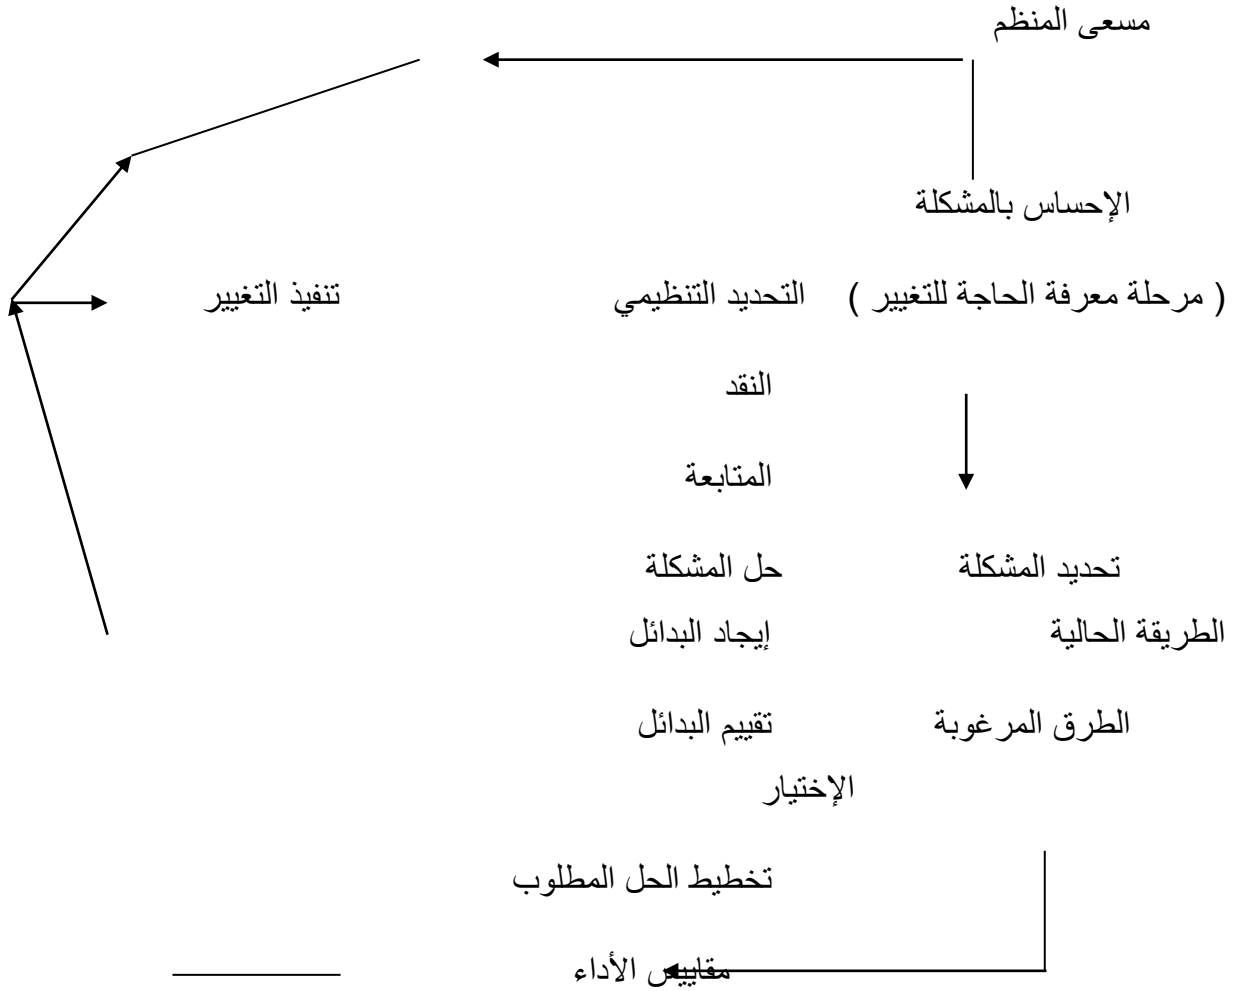 مسعى المنظم
الإحساس بالمشكلة
( مرحلة معرفة الحاجة للتغيير ) التحديد التنظيمي تنفيذ التغيير
النقد
المتابعة
تحديد المشكلة حل المشكلة
الطريقة الحالية إيجاد البدائل
الطرق المرغوبة تقييم البدائل
الإختيار
تخطيط الحل المطلوب
مقاييس الأداء